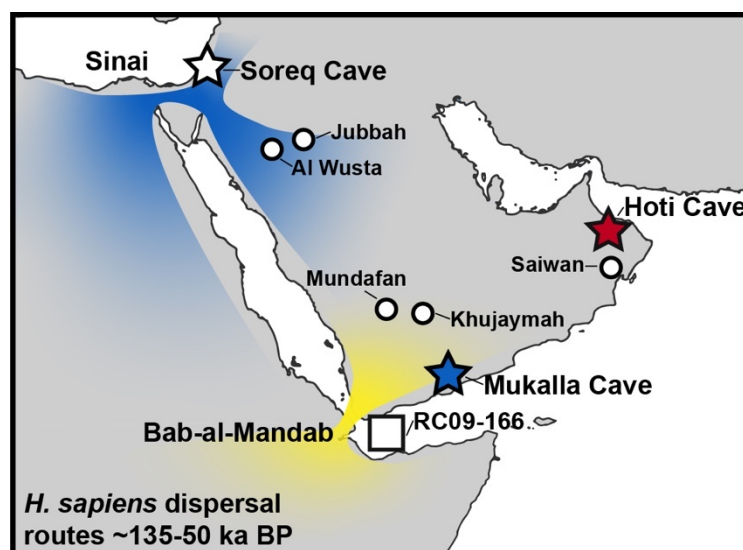 Sinai
Soreq Cave
Jubbah
Al Wusta
Hoti Cave
Saiwan
Mundafan
Khujaymah
Mukalla Cave
Bab-al-Mandab
RC09-166
H. sapiens dispersal
routes ~135-50 ka BP